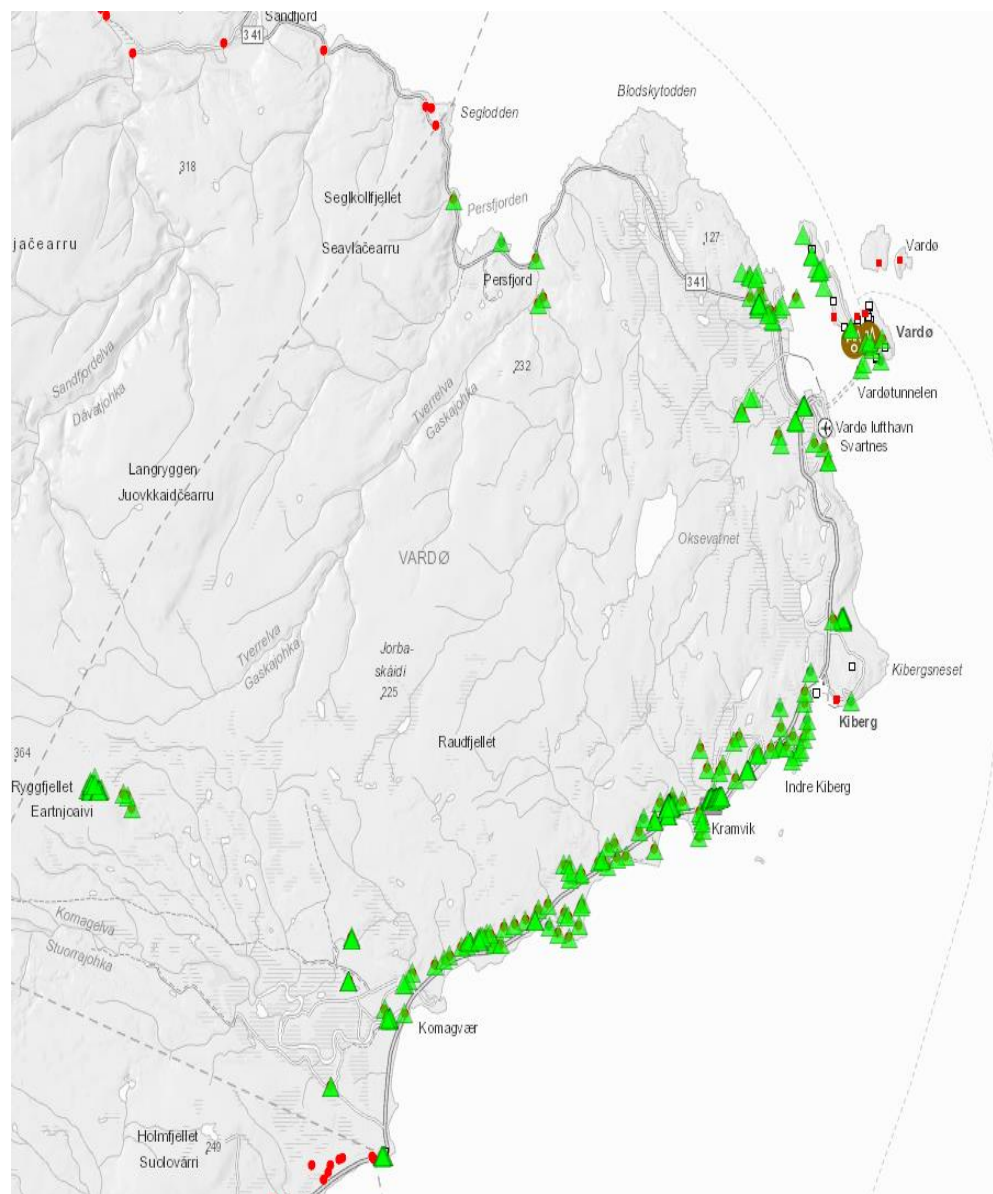 Sandfjord
341
Blodskytodden
Seglodden
318
Seglkollfjellet
Persfjorden
Vardø
jačearru
Seavlačearru
127
Persfjord
341
Vardø
Sandfjordelva
Dåvatjohka
232
Tverrelva
Gaskajohka
Vardøtunnelen
Vardø lufthavn
Svartnes
Langryggen
Juovkkaidčearru
Oksevatnet
VARDØ
Tverrelva
Gaskajohka
Jorba-
skáidi
225
Kibergsneset
Kiberg
Raudfjellet
364
Ryggfjellet
Eartnjoaivi
Indre Kiberg
Kramvik
Komagelva
Stuorrajohka
Komagvær
Holmfjellet
249
Suolovárri